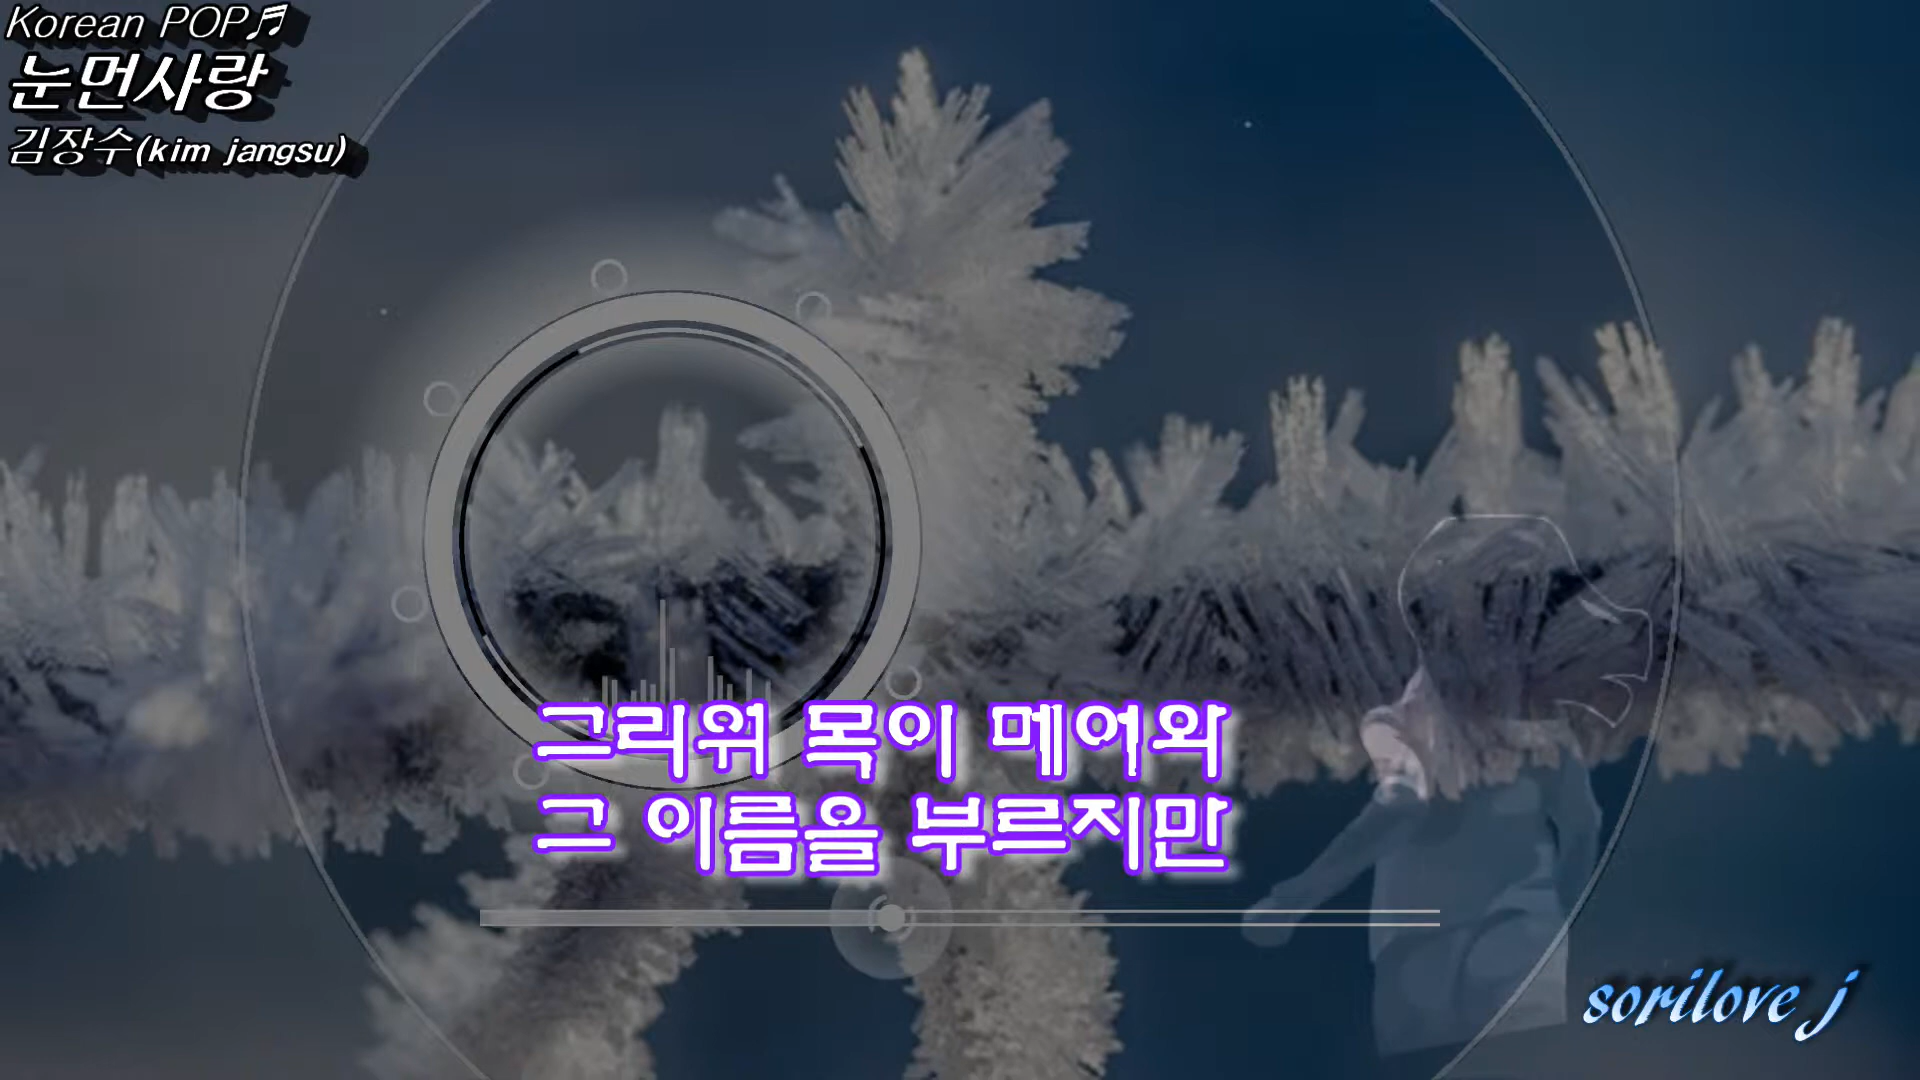 Korean POP♬
눈먼사랑
김장수(kim jangsu)
그리워 목이 메어와
그 이름을 부르지만
sorilove j